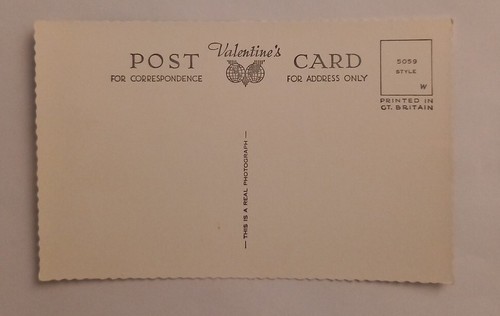 POST Valentine's CARD
FOR CORRESPONDENCE FOR ADDRESS ONLY
5059
STYLE
W
PRINTED IN
GT. BRITAIN
— THIS IS A REAL PHOTOGRAPH —